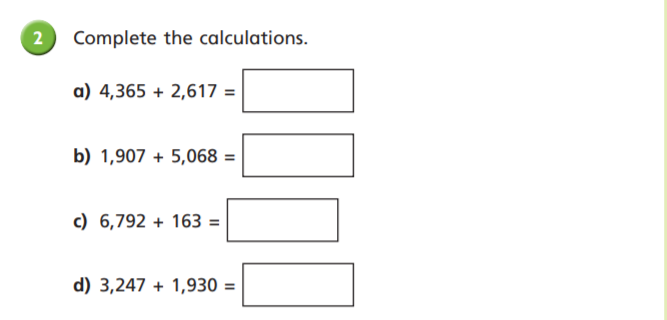 2 Complete the calculations.
a) 4,365 + 2,617 =
b) 1,907 + 5,068 =
c) 6,792 + 163 =
d) 3,247 + 1,930 =